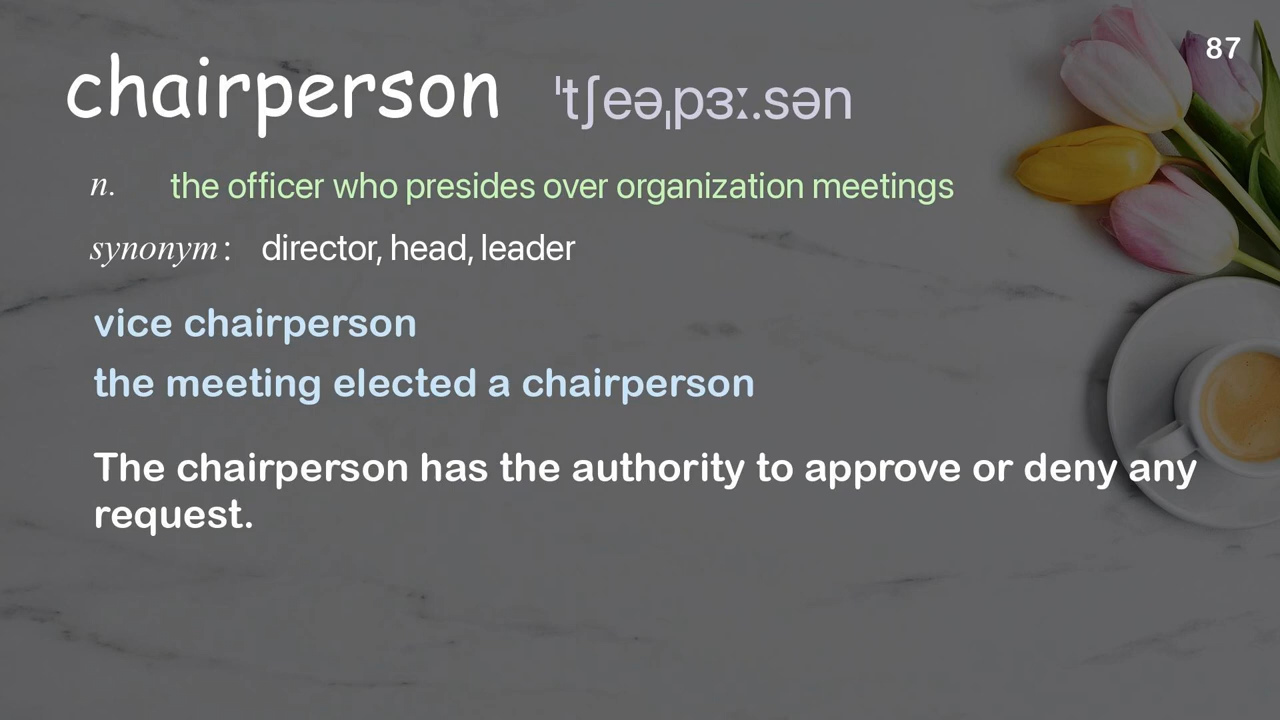 87
chairperson ˈtʃeəˌpɜː.sən
n. the officer who presides over organization meetings
synonym: director, head, leader
vice chairperson
the meeting elected a chairperson
The chairperson has the authority to approve or deny any
request.